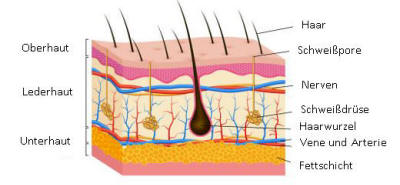 Oberhaut
Lederhaut
Unterhaut
Haar
Schweißpore
Nerven
Schweißdrüse
Haarwurzel
Vene und Arterie
Fettschicht